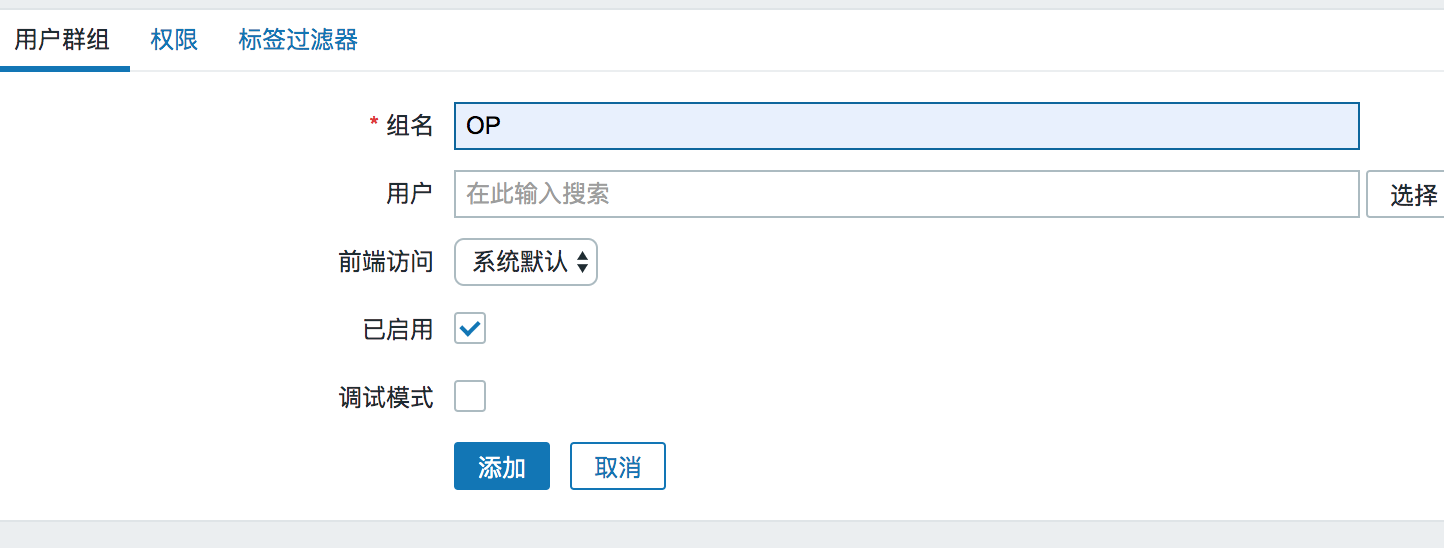 用户群组 权限 标签过滤器
* 组名 OP
用户 在此输入搜索 选择
前端访问 系统默认
已启用
调试模式
添加 取消